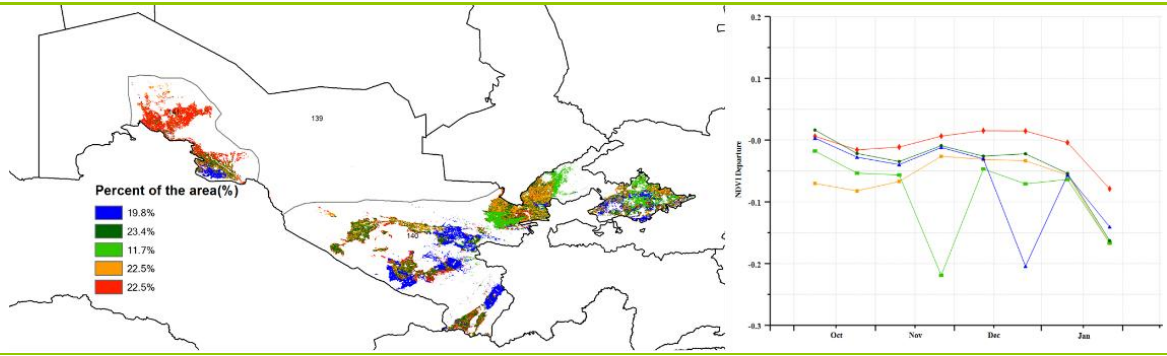 139
140
Percent of the area(%)
19.8%
23.4%
11.7%
22.5%
22.5%
NDVI Departure
0.2
0.1
-0.0
-0.1
-0.2
-0.3
Oct
Nov
Dec
Jan